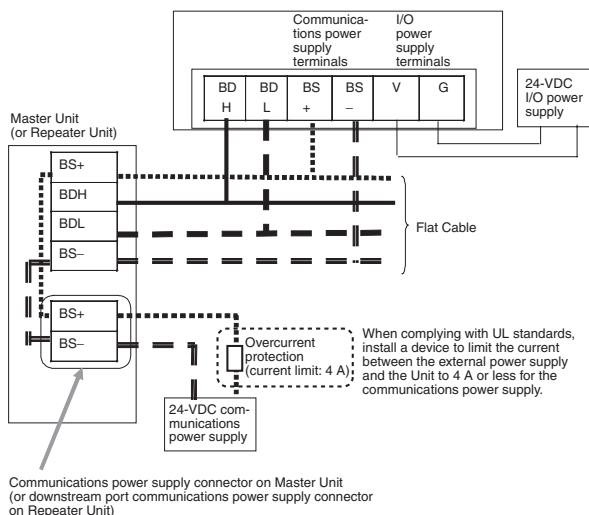 Communica-
tions power
supply
terminals
I/O
power
supply
terminals
BD
H
BD
L
BS
+
BS
–
V
G
24-VDC
I/O power
supply
Master Unit
(or Repeater Unit)
BS+
BDH
BDL
BS–
Flat Cable
BS+
BS–
Overcurrent
protection
(current limit: 4 A)
When complying with UL standards,
install a device to limit the current
between the external power supply
and the Unit to 4 A or less for the
communications power supply.
24-VDC com-
munications
power supply
Communications power supply connector on Master Unit
(or downstream port communications power supply connector
on Repeater Unit)